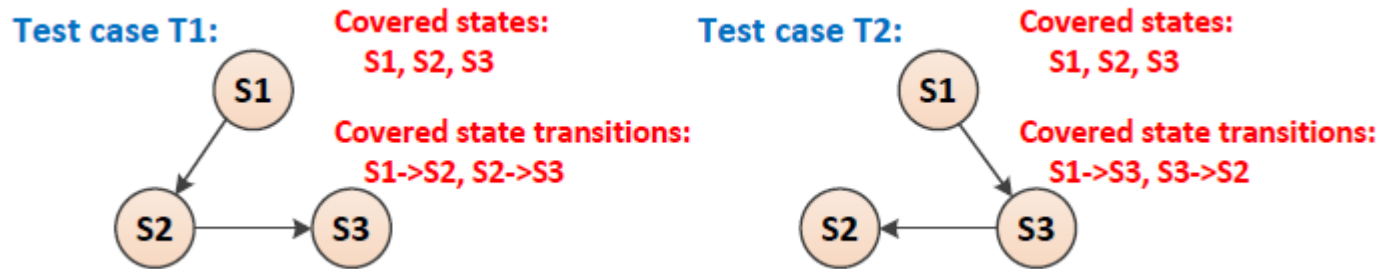 Test case T1:
Covered states:
S1, S2, S3
S1
Covered state transitions:
S1->S2, S2->S3
S2
S3
Test case T2:
Covered states:
S1, S2, S3
S1
Covered state transitions:
S1->S3, S3->S2
S2
S3